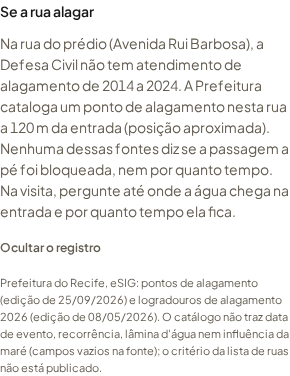 Se a rua alagar
Na rua do prédio (Avenida Rui Barbosa), a
Defesa Civil não tem atendimento de
alagamento de 2014 a 2024. A Prefeitura
cataloga um ponto de alagamento nesta rua
a 120 m da entrada (posição aproximada).
Nenhuma dessas fontes diz se a passagem a
pé foi bloqueada, nem por quanto tempo.
Na visita, pergunte até onde a água chega na
entrada e por quanto tempo ela fica.
Ocultar o registro
Prefeitura do Recife, eSIG: pontos de alagamento
(edição de 25/09/2026) e logradouros de alagamento
2026 (edição de 08/05/2026). O catálogo não traz data
de evento, recorrência, lâmina d'água nem influência da
maré (campos vazios na fonte); o critério da lista de ruas
não está publicado.